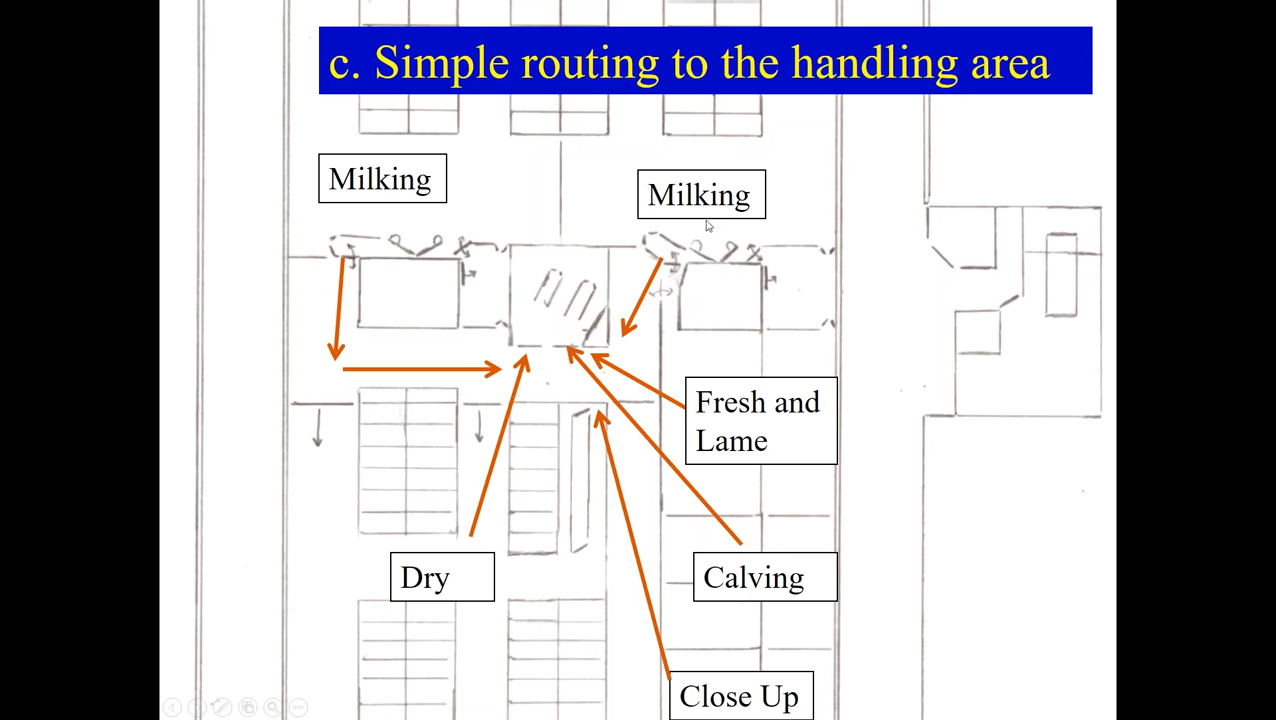 c. Simple routing to the handling area
Milking
Milking
Fresh and
Lame
Dry
Calving
Close Up